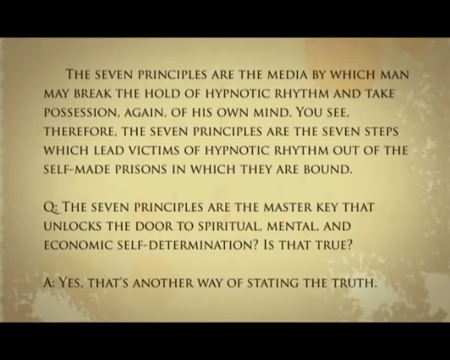 The seven principles are the media by which man
may break the hold of hypnotic rhythm and take
possession, again, of his own mind. You see,
therefore, the seven principles are the seven steps
which lead victims of hypnotic rhythm out of the
self-made prisons in which they are bound.
Q: The seven principles are the master key that
unlocks the door to spiritual, mental, and
economic self-determination? Is that true?
A: Yes, that's another way of stating the truth.